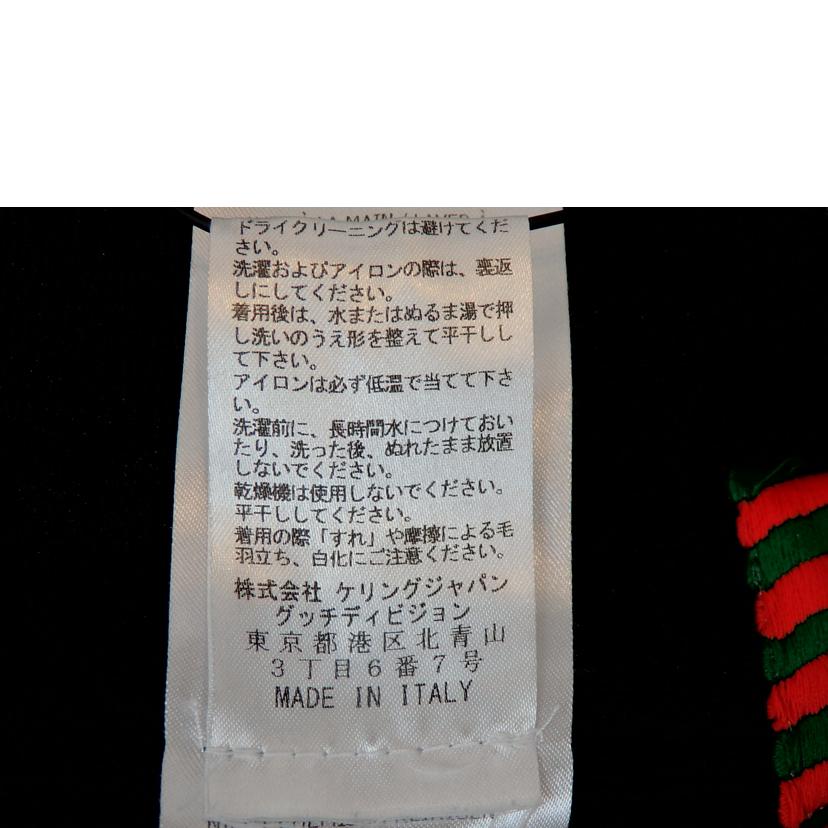 ドライクリーニングは避けてくだ
さい。
洗濯およびアイロンの際は、裏返
しにしてください。
着用後は、水またはぬるま湯で押
し洗いのうえ形を整えて平干しし
て下さい。
アイロンは必ず低温で当てて下さ
い。
洗濯前に、長時間水につけておい
たり、洗った後、ぬれたまま放置
しないでください。
乾燥機は使用しないでください。
平干ししてください。
着用の際「すれ」や摩擦による毛
羽立ち、白化にご注意ください。
株式会社 ケリングジャパン
グッチディビジョン
東京都港区北青山
3丁目6番7号
MADE IN ITALY